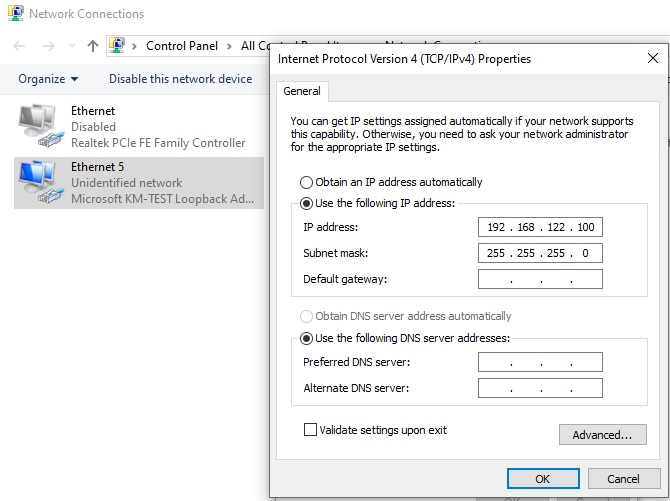 Network Connections
Control Panel
All Co
Organize
Disable this network device
Ethernet
Disabled
Realtek PCIe FE Family Controller
Ethernet 5
Unidentified network
Microsoft KM-TEST Loopback Ad...
Internet Protocol Version 4 (TCP/IPv4) Properties
General
You can get IP settings assigned automatically if your network supports
this capability. Otherwise, you need to ask your network administrator
for the appropriate IP settings.
Obtain an IP address automatically
Use the following IP address:
IP address: 192 . 168 . 122 . 100
Subnet mask: 255 . 255 . 255 . 0
Default gateway: . . .
Obtain DNS server address automatically
Use the following DNS server addresses:
Preferred DNS server: . . .
Alternate DNS server: . . .
Validate settings upon exit
Advanced...
OK Cancel